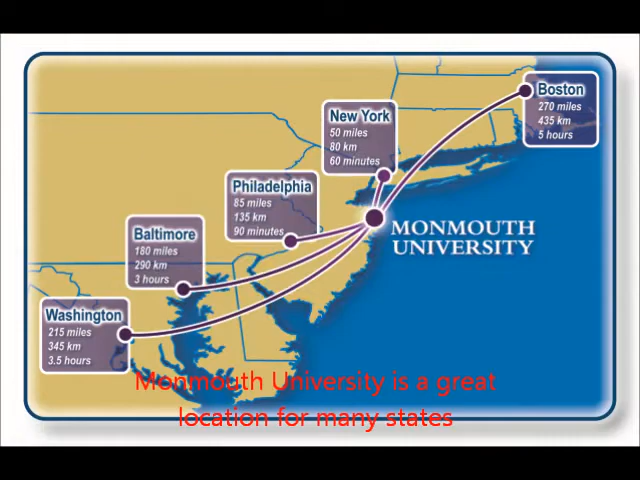 Boston
270 miles
435 km
5 hours
New York
50 miles
80 km
60 minutes
Philadelphia
85 miles
135 km
90 minutes
MONMOUTH
UNIVERSITY
Baltimore
180 miles
290 km
3 hours
Washington
215 miles
345 km
3.5 hours
Monmouth University is a great
location for many states